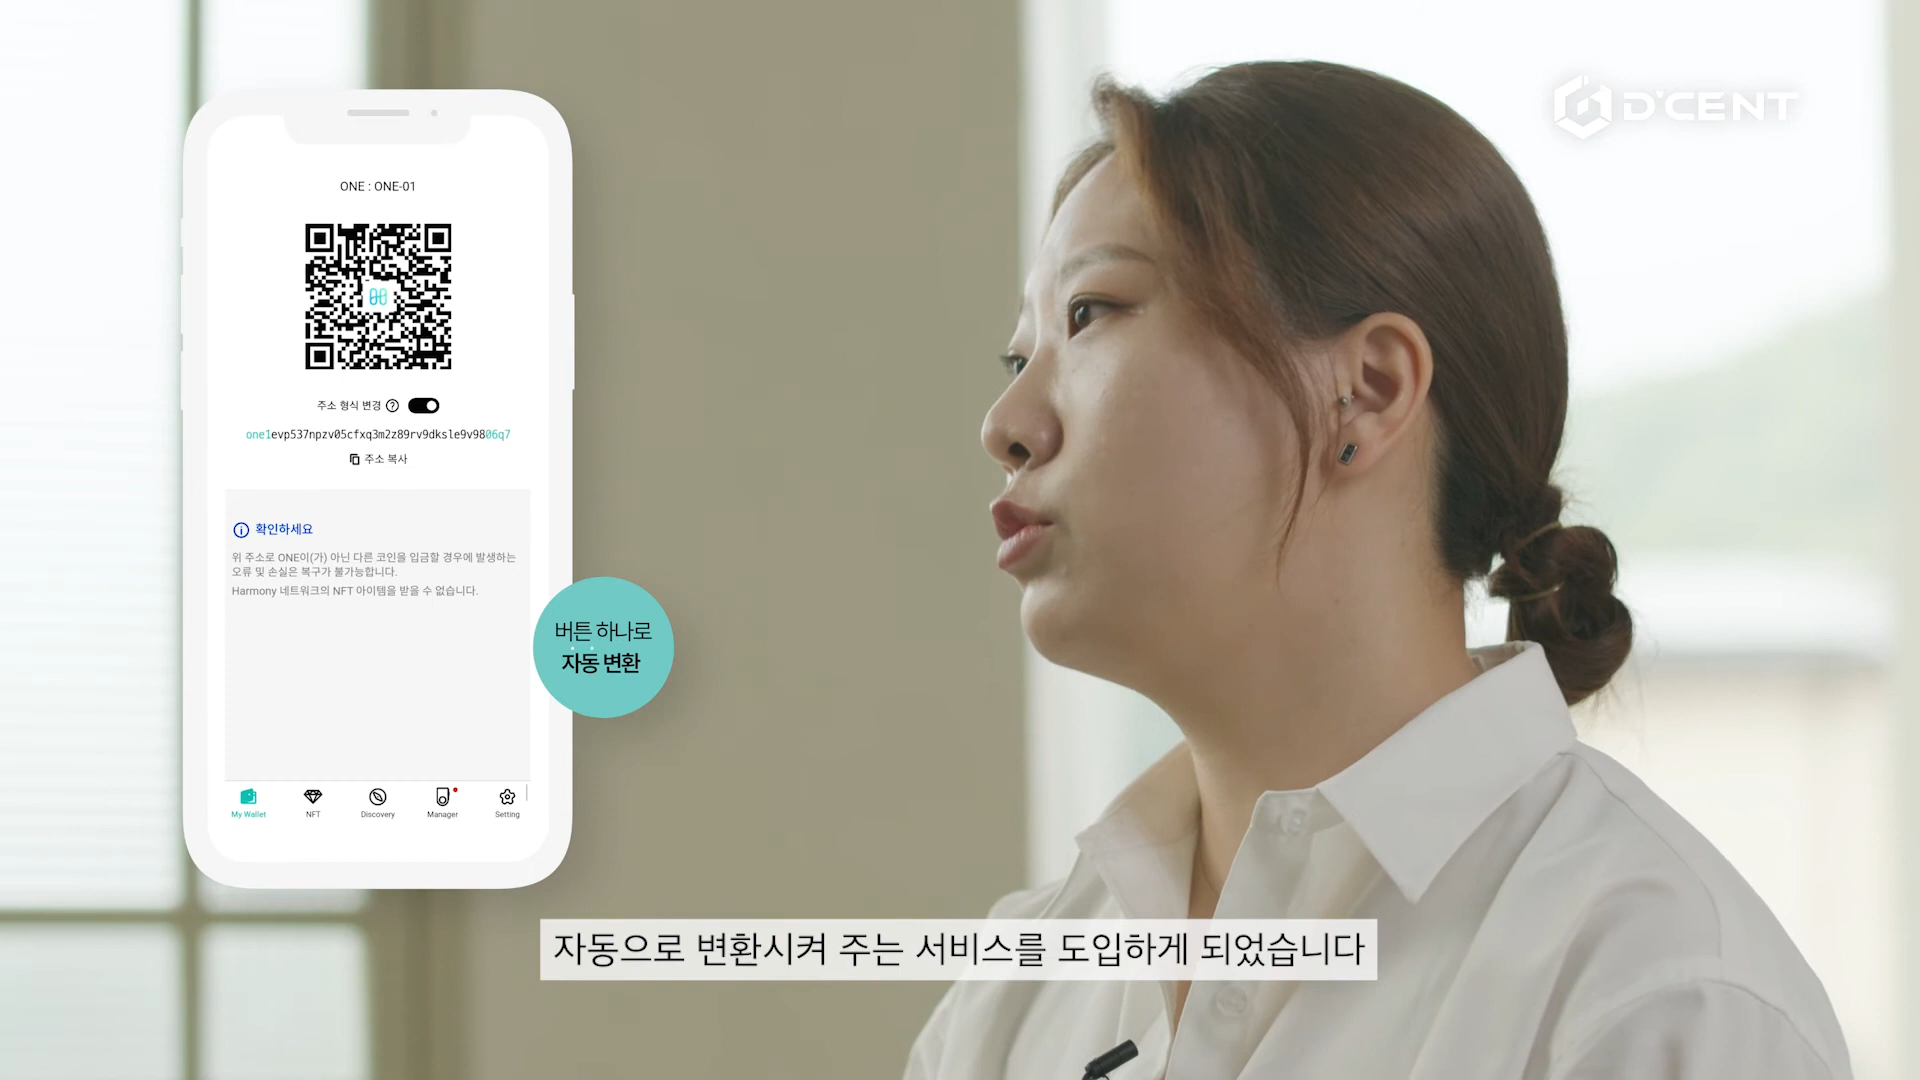 D'CENT
ONE : ONE-01
주소 형식 변경 ?
one1evp537npzv05cfxq3m2z89rv9dksle9v9806q7
주소 복사
확인하세요
위 주소로 ONE이(가) 아닌 다른 코인을 입금할 경우에 발생하는
오류 및 손실은 복구가 불가능합니다.
Harmony 네트워크의 NFT 아이템을 받을 수 없습니다.
버튼 하나로
자동 변환
My Wallet
NFT
Discovery
Manager
Setting
자동으로 변환시켜 주는 서비스를 도입하게 되었습니다